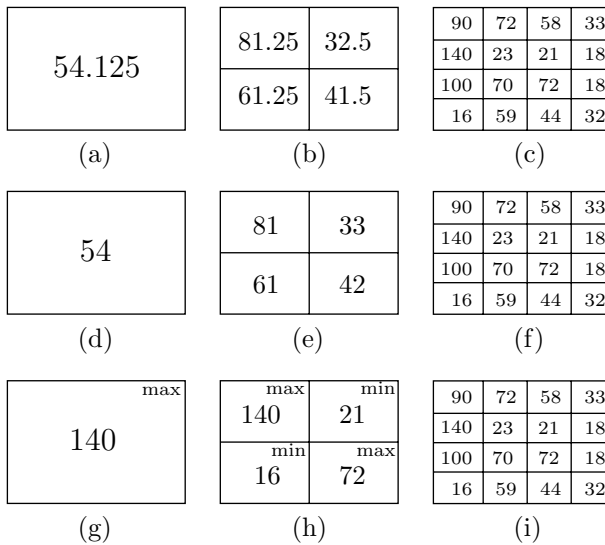 54.125
(a)
81.25 32.5
61.25 41.5
(b)
90 72 58 33
140 23 21 18
100 70 72 18
16 59 44 32
(c)
54
(d)
81 33
61 42
(e)
90 72 58 33
140 23 21 18
100 70 72 18
16 59 44 32
(f)
max
140
(g)
max min
140 21
min max
16 72
(h)
90 72 58 33
140 23 21 18
100 70 72 18
16 59 44 32
(i)